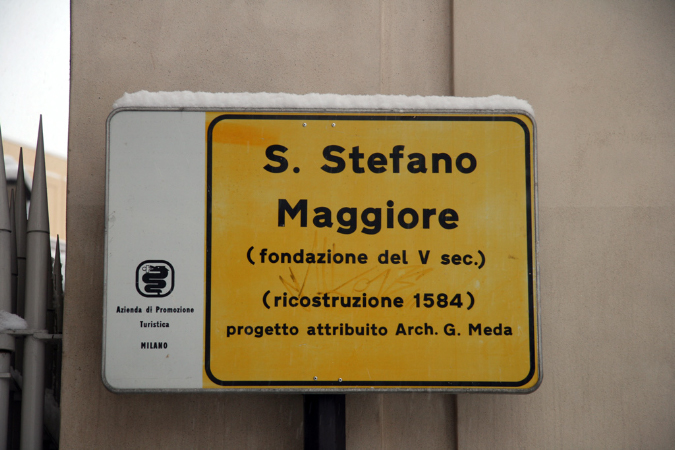 S. Stefano
Maggiore
(fondazione del V sec.)
(ricostruzione 1584)
progetto attribuito Arch. G. Meda
Azienda di Promozione
Turistica
MILANO